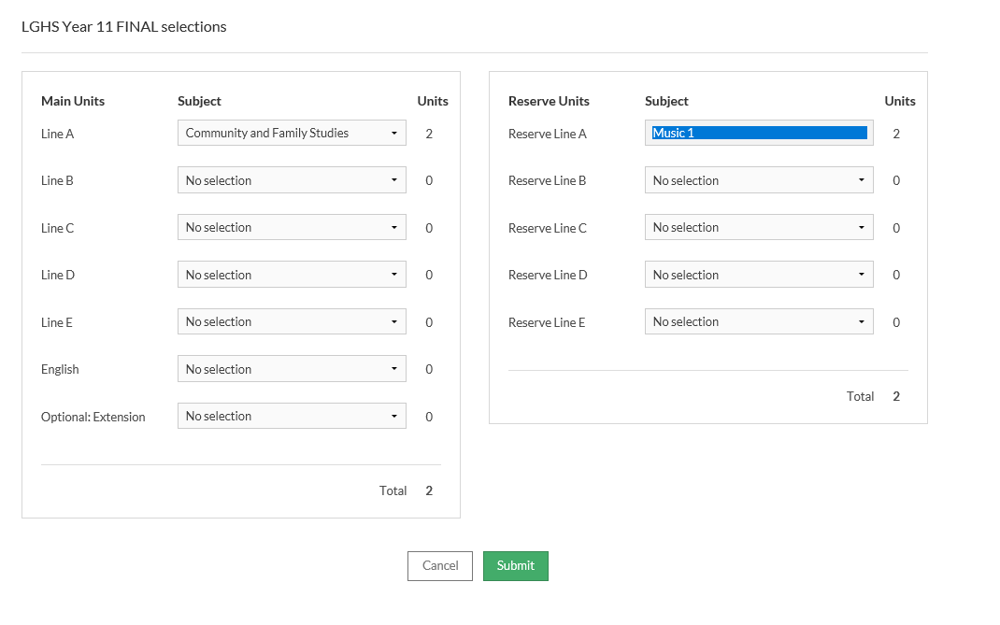 LGHS Year 11 FINAL selections
Main Units Subject Units
Line A Community and Family Studies 2
Line B No selection 0
Line C No selection 0
Line D No selection 0
Line E No selection 0
English No selection 0
Optional: Extension No selection 0
Total 2
Reserve Units Subject Units
Reserve Line A Music 1 2
Reserve Line B No selection 0
Reserve Line C No selection 0
Reserve Line D No selection 0
Reserve Line E No selection 0
Total 2
Cancel Submit